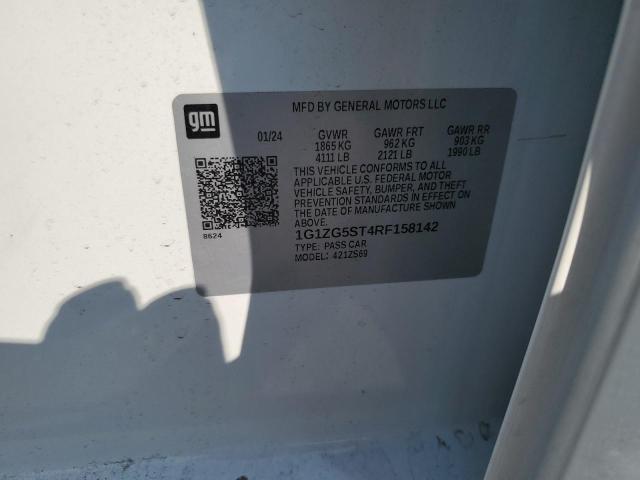 MFD BY GENERAL MOTORS LLC
gm
01/24 GVWR GAWR FRT GAWR RR
1865 KG 962 KG 903 KG
4111 LB 2121 LB 1990 LB
THIS VEHICLE CONFORMS TO ALL
APPLICABLE U.S. FEDERAL MOTOR
VEHICLE SAFETY, BUMPER, AND THEFT
PREVENTION STANDARDS IN EFFECT ON
THE DATE OF MANUFACTURE SHOWN
ABOVE.
8624
1G1ZG5ST4RF158142
TYPE: PASS CAR
MODEL: 421ZS69